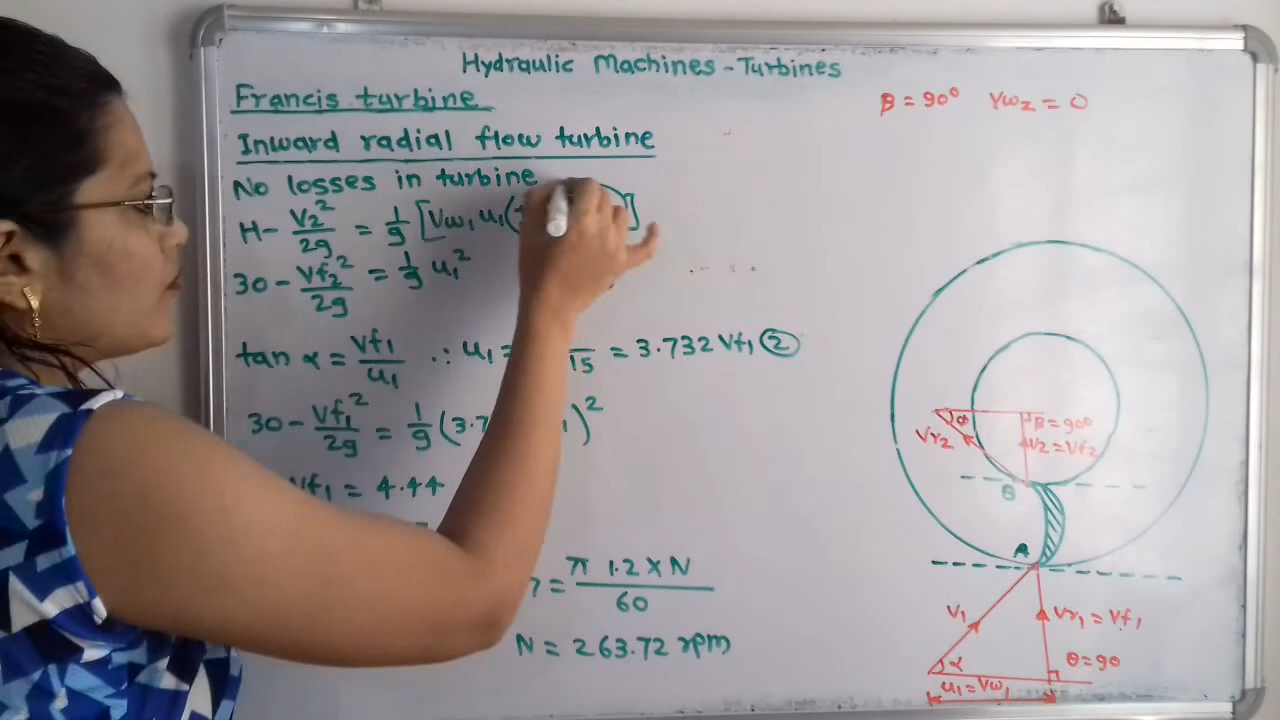 Hydraulic Machines - Turbines
Francis turbine
β = 90° Vw2 = 0
Inward radial flow turbine
No losses in turbine
H - V2²/2g = 1/g [Vw1 u1 ( ]
30 - Vf2²/2g = 1/g u1²
tan α = Vf1/u1 ∴ u1 = 15 = 3.732 Vf1 ②
30 - Vf1²/2g = 1/g (3.7 1)²
Vf1 = 4.44
= π 1.2 × N / 60
N = 263.72 rpm
φ
β = 90°
Vr2
V2 = Vf2
B
A
V1
Vr1 = Vf1
α
θ = 90
u1 = Vw1